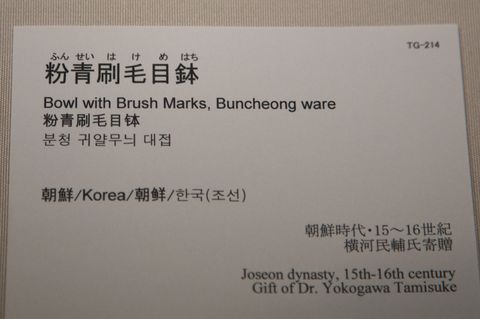 TG-214
ふん せい は け め はち
粉青刷毛目鉢
Bowl with Brush Marks, Buncheong ware
粉青刷毛目钵
분청 귀얄무늬 대접
朝鮮/Korea/朝鲜/한국(조선)
朝鮮時代・15～16世紀
横河民輔氏寄贈
Joseon dynasty, 15th-16th century
Gift of Dr. Yokogawa Tamisuke